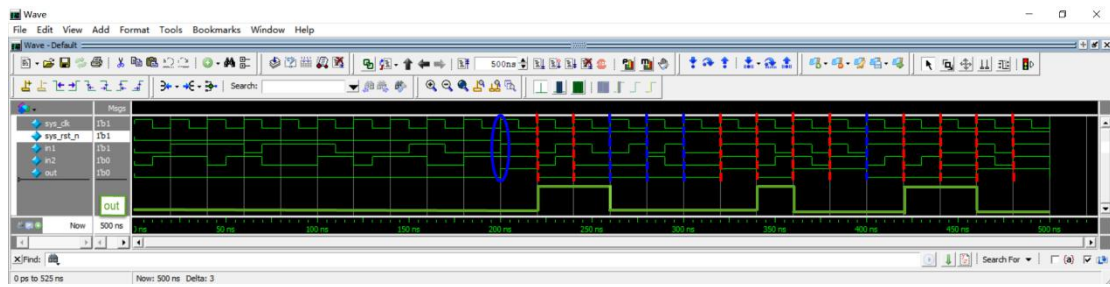 Wave
File Edit View Add Format Tools Bookmarks Window Help
Wave - Default
500ns
Search:
Msgs
sys_clk 1'b1
sys_rst_n 1'b1
in1 1'b1
in2 1'b0
out 1'b0
out
Now 500 ns
50 ns 100 ns 150 ns 200 ns 250 ns 300 ns 350 ns 400 ns 450 ns 500 ns
Find:
Search For
(a)
0 ps to 525 ns Now: 500 ns Delta: 3